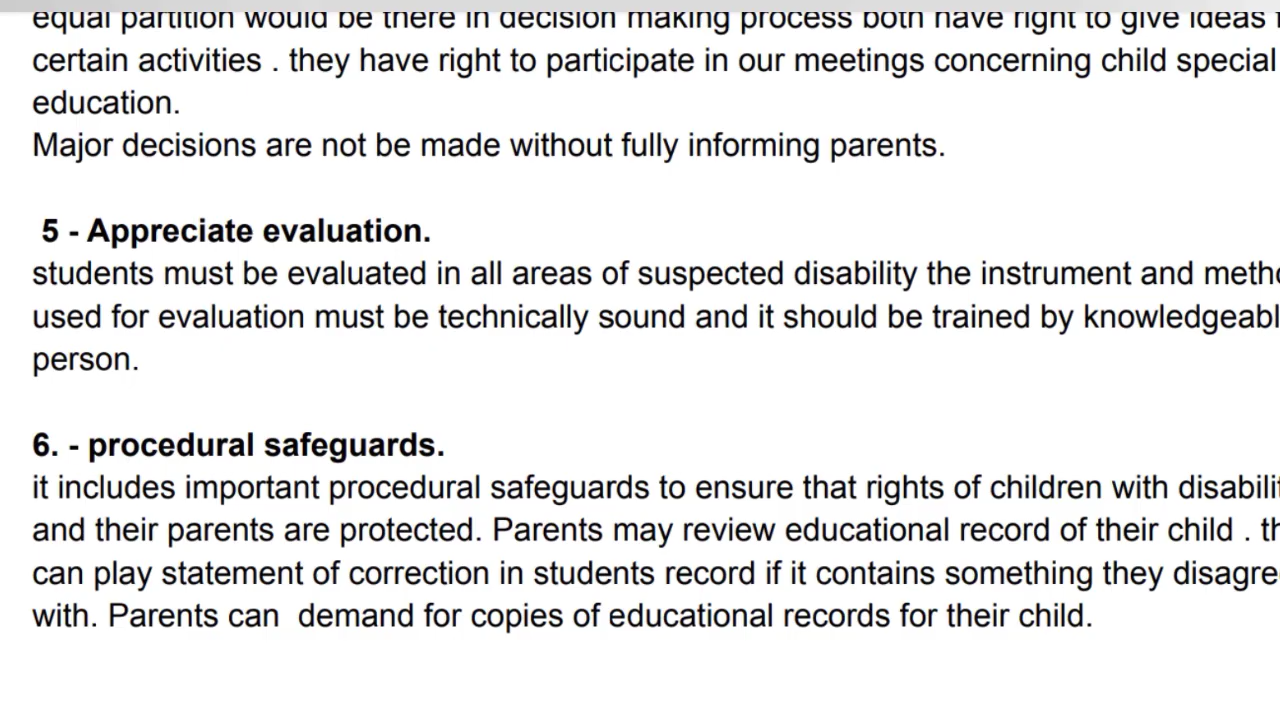 equal partition would be there in decision making process both have right to give ideas
certain activities . they have right to participate in our meetings concerning child special
education.
Major decisions are not be made without fully informing parents.
5 - Appreciate evaluation.
students must be evaluated in all areas of suspected disability the instrument and
used for evaluation must be technically sound and it should be trained by
person.
6. - procedural safeguards.
it includes important procedural safeguards to ensure that rights of children with
and their parents are protected. Parents may review educational record of their child .
can play statement of correction in students record if it contains something they
with. Parents can demand for copies of educational records for their child.